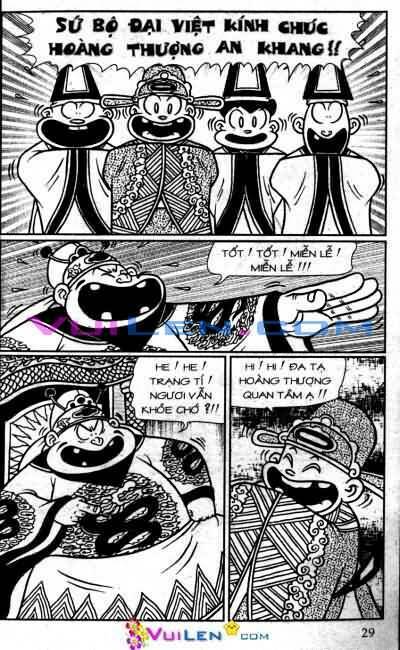 SỨ BỘ ĐẠI VIỆT KÍNH CHÚC
HOÀNG THƯỢNG AN KHANG!!
TỐT! TỐT! MIỄN LỄ!
MIỄN LỄ!!!
VUILEN.COM
HE! HE!
TRẠNG TÍ!
NGƯƠI VẪN
KHỎE CHỚ?!!
HI! HI! ĐA TẠ
HOÀNG THƯỢNG
QUAN TÂM Ạ!!
29
VUILEN.COM